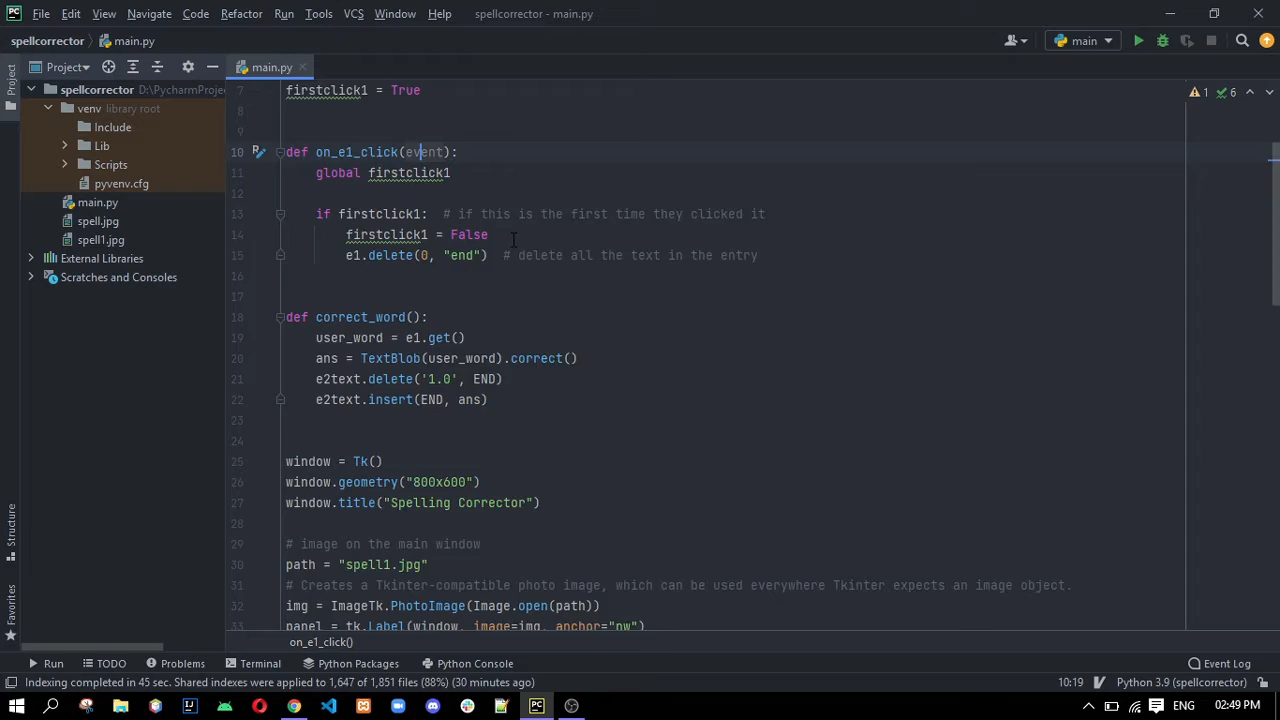 File Edit View Navigate Code Refactor Run Tools VCS Window Help spellcorrector - main.py
spellcorrector main.py main
Project main.py
spellcorrector D:\PycharmProjec
venv library root
Include
Lib
Scripts
pyvenv.cfg
main.py
spell.jpg
spell1.jpg
External Libraries
Scratches and Consoles
Project
Structure
Favorites
1 6
7 firstclick1 = True
8
9
10 def on_e1_click(event):
11 global firstclick1
12
13 if firstclick1: # if this is the first time they clicked it
14 firstclick1 = False
15 e1.delete(0, "end") # delete all the text in the entry
16
17
18 def correct_word():
19 user_word = e1.get()
20 ans = TextBlob(user_word).correct()
21 e2text.delete('1.0', END)
22 e2text.insert(END, ans)
23
24
25 window = Tk()
26 window.geometry("800x600")
27 window.title("Spelling Corrector")
28
29 # image on the main window
30 path = "spell1.jpg"
31 # Creates a Tkinter-compatible photo image, which can be used everywhere Tkinter expects an image object.
32 img = ImageTk.PhotoImage(Image.open(path))
33 panel = tk.Label(window, image=img, anchor="nw")
on_e1_click()
Run TODO Problems Terminal Python Packages Python Console Event Log
Indexing completed in 45 sec. Shared indexes were applied to 1,647 of 1,851 files (88%) (30 minutes ago) 10:19 Python 3.9 (spellcorrector)
ENG 02:49 PM